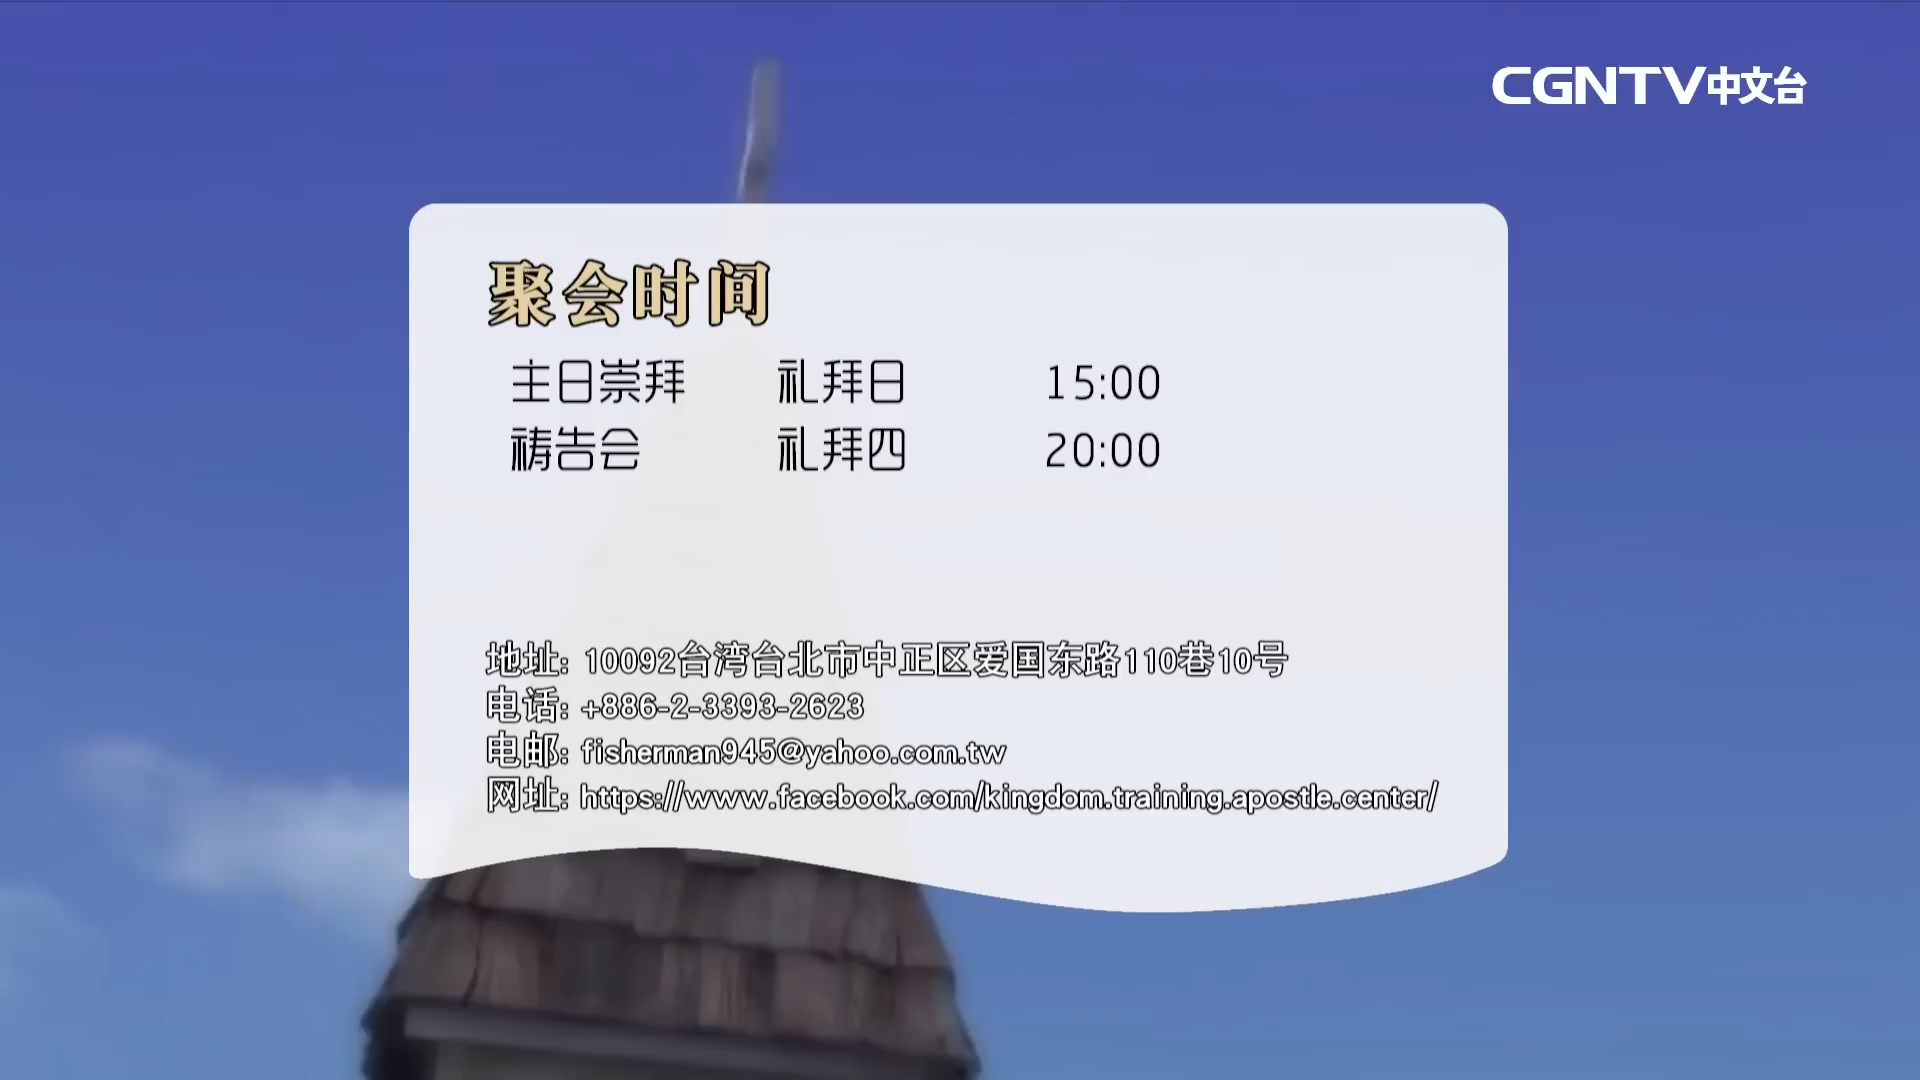 CGNTV中文台
聚会时间
主日崇拜 礼拜日 15:00
祷告会 礼拜四 20:00
地址: 10092台湾台北市中正区爱国东路110巷10号
电话: +886-2-3393-2623
电邮: fisherman945@yahoo.com.tw
网址: https://www.facebook.com/kingdom.training.apostle.center/